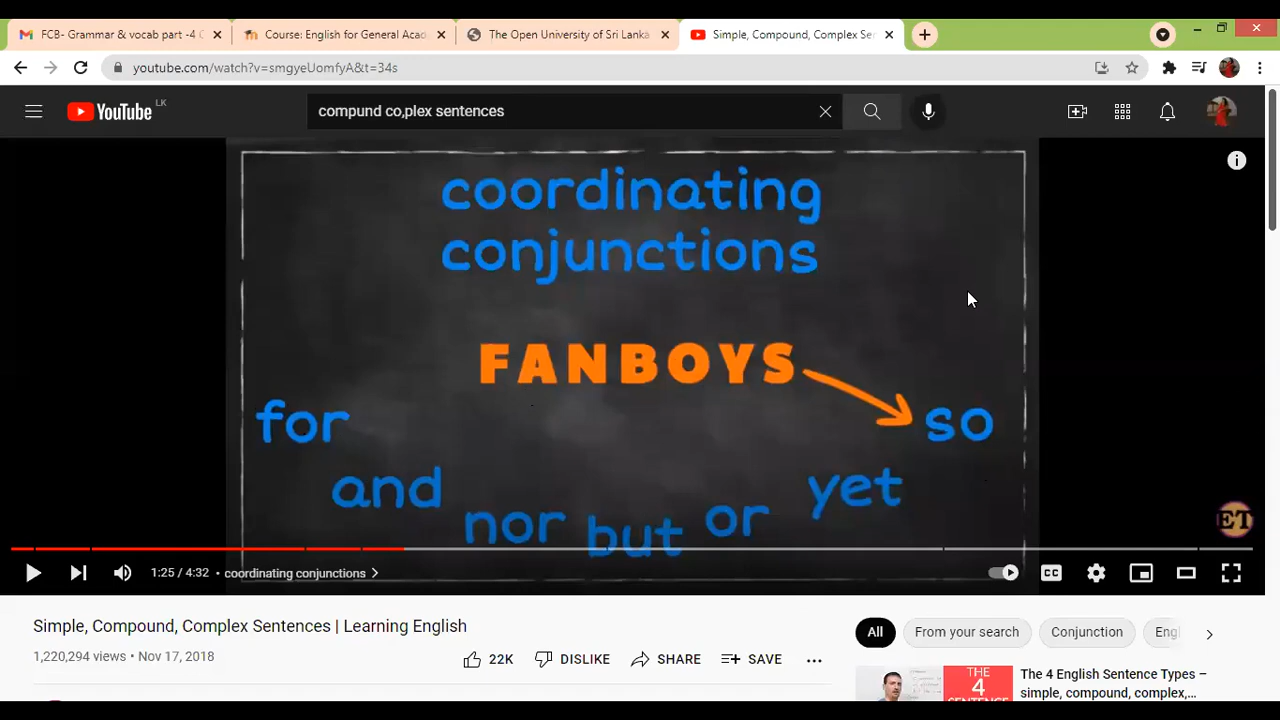 FCB- Grammar & vocab part -4 C
Course: English for General Acad
The Open University of Sri Lanka
Simple, Compound, Complex Sen
youtube.com/watch?v=smgyeUomfyA&t=34s
YouTube LK
compund co,plex sentences
coordinating
conjunctions
FANBOYS
for
so
and
yet
nor
but
or
ET
1:25 / 4:32 • coordinating conjunctions
CC
Simple, Compound, Complex Sentences | Learning English
1,220,294 views • Nov 17, 2018
22K
DISLIKE
SHARE
SAVE
All
From your search
Conjunction
Engl
The 4 English Sentence Types –
simple, compound, complex,...
THE
4